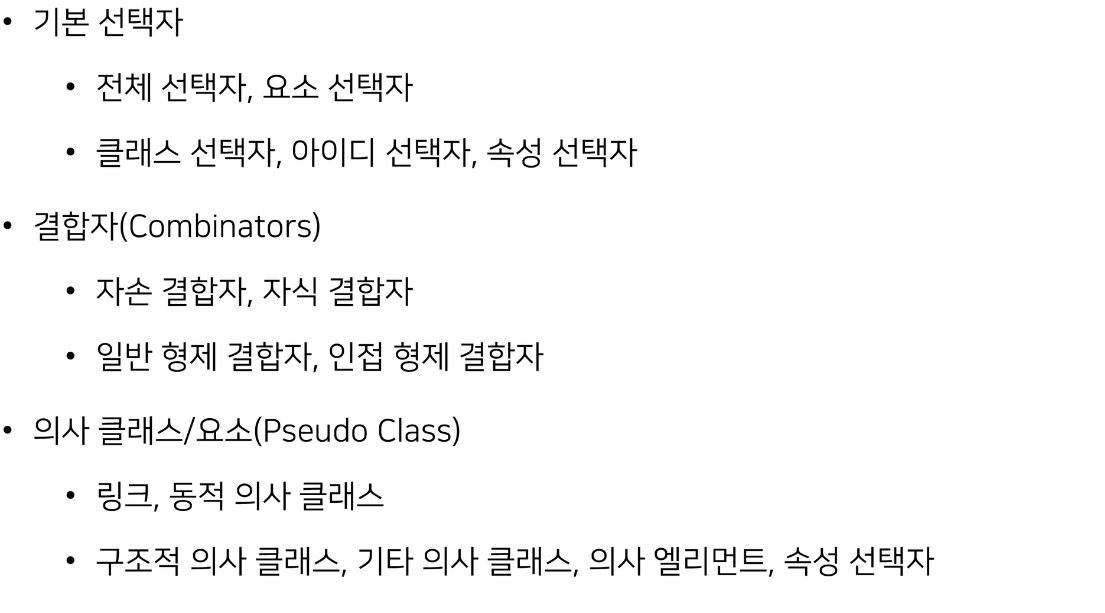 • 기본 선택자
• 전체 선택자, 요소 선택자
• 클래스 선택자, 아이디 선택자, 속성 선택자
• 결합자(Combinators)
• 자손 결합자, 자식 결합자
• 일반 형제 결합자, 인접 형제 결합자
• 의사 클래스/요소(Pseudo Class)
• 링크, 동적 의사 클래스
• 구조적 의사 클래스, 기타 의사 클래스, 의사 엘리먼트, 속성 선택자